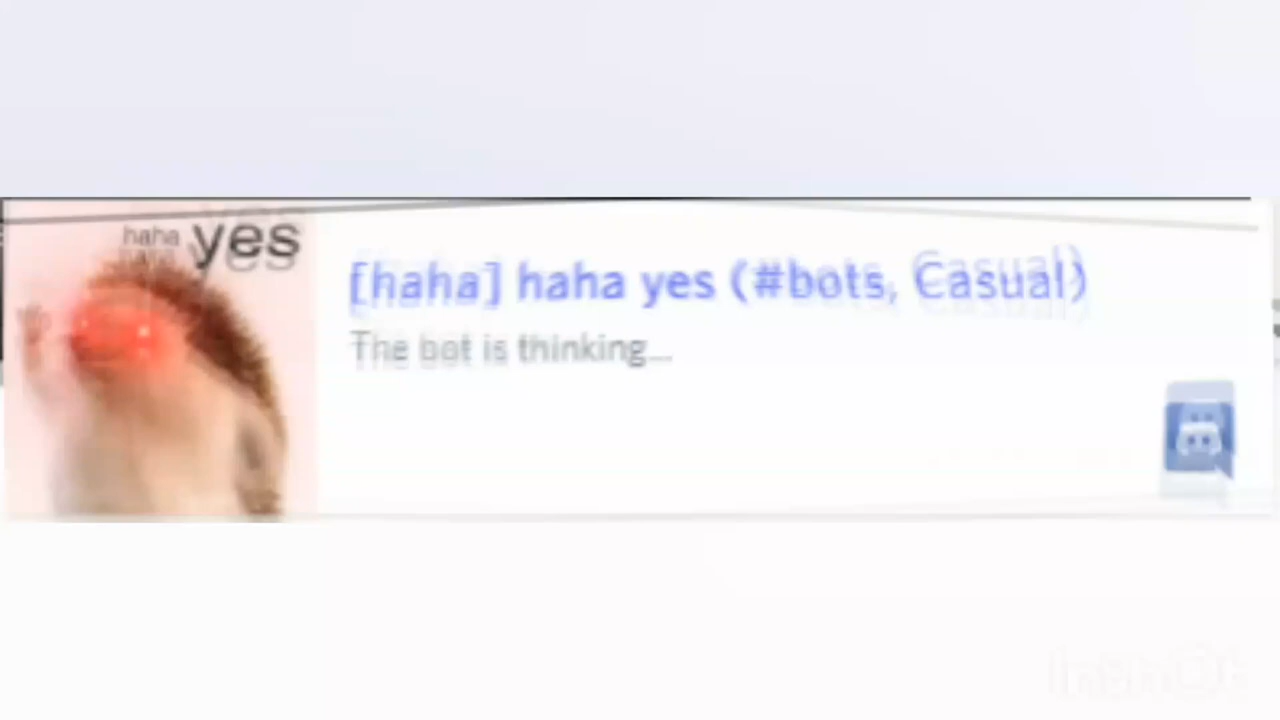 haha yes
[haha] haha yes (#bots, Casual)
The bot is thinking...